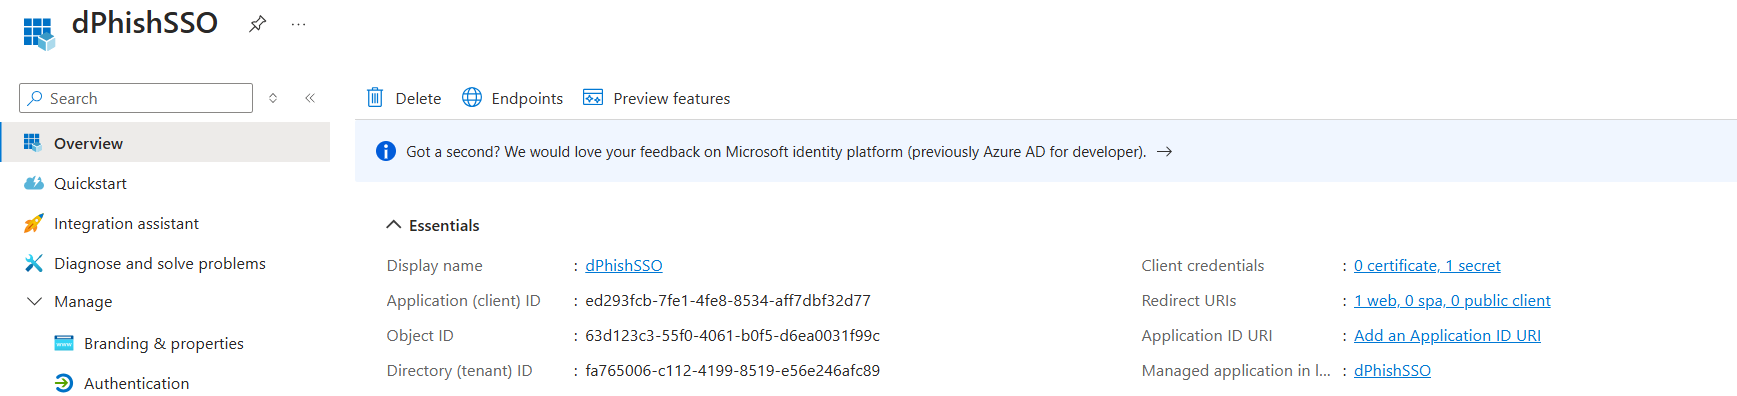 dPhishSSO
Search
Delete
Endpoints
Preview features
Overview
Got a second? We would love your feedback on Microsoft identity platform (previously Azure AD for developer). →
Quickstart
Integration assistant
Diagnose and solve problems
Manage
Branding & properties
Authentication
Essentials
Display name : dPhishSSO
Application (client) ID : ed293fcb-7fe1-4fe8-8534-aff7dbf32d77
Object ID : 63d123c3-55f0-4061-b0f5-d6ea0031f99c
Directory (tenant) ID : fa765006-c112-4199-8519-e56e246afc89
Client credentials : 0 certificate, 1 secret
Redirect URIs : 1 web, 0 spa, 0 public client
Application ID URI : Add an Application ID URI
Managed application in l... : dPhishSSO